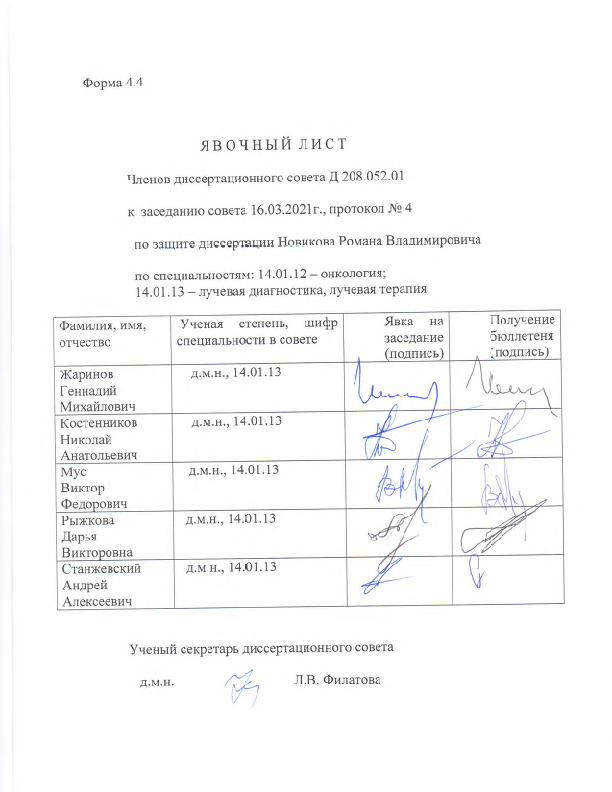 Форма 4.4
ЯВОЧНЫЙ ЛИСТ
Членов диссертационного совета Д 208.052.01
к заседанию совета 16.03.2021г., протокол № 4
по защите диссертации Новикова Романа Владимировича
по специальностям: 14.01.12 – онкология;
14.01.13 – лучевая диагностика, лучевая терапия
Фамилия, имя, отчество
Ученая степень, шифр специальности в совете
Явка на заседание (подпись)
Получение бюллетеня (подпись)
Жаринов
Геннадий
Михайлович
д.м.н., 14.01.13
Костенников
Николай
Анатольевич
д.м.н., 14.01.13
Мус
Виктор
Федорович
д.м.н., 14.01.13
Рыжкова
Дарья
Викторовна
д.м.н., 14.01.13
Станжевский
Андрей
Алексеевич
д.м.н., 14.01.13
Ученый секретарь диссертационного совета
д.м.н. Л.В. Филатова